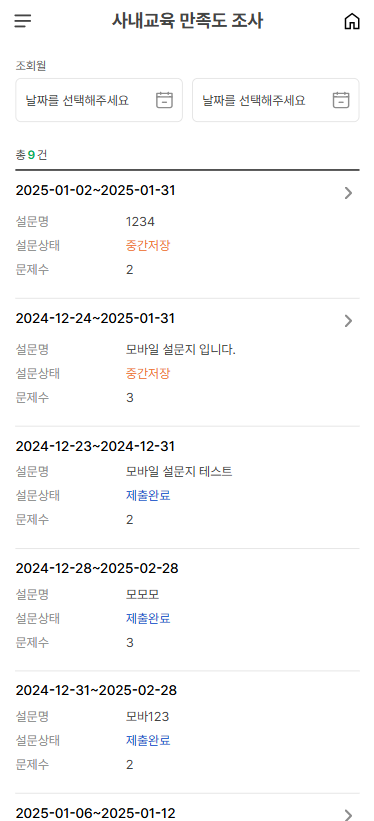 사내교육 만족도 조사
조회월
날짜를 선택해주세요 날짜를 선택해주세요
총 9 건
2025-01-02~2025-01-31
설문명 1234
설문상태 중간저장
문제수 2
2024-12-24~2025-01-31
설문명 모바일 설문지 입니다.
설문상태 중간저장
문제수 3
2024-12-23~2024-12-31
설문명 모바일 설문지 테스트
설문상태 제출완료
문제수 2
2024-12-28~2025-02-28
설문명 모모모
설문상태 제출완료
문제수 3
2024-12-31~2025-02-28
설문명 모바123
설문상태 제출완료
문제수 2
2025-01-06~2025-01-12